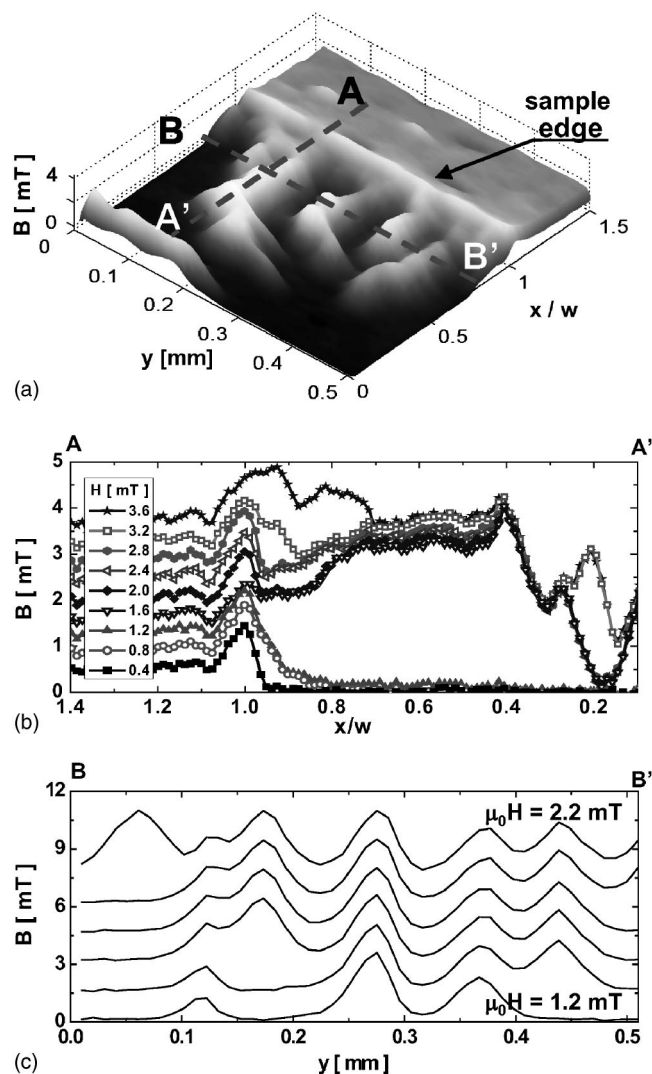 A
B
sample
edge
4
2
0
B [ mT ]
A'
B'
0
0.1
0.2
0.3
0.4
0.5
y [mm]
0
0.5
1
1.5
x / w
(a)
A
A'
5
4
3
2
1
0
B [ mT ]
H [ mT]
3.6
3.2
2.8
2.4
2.0
1.6
1.2
0.8
0.4
1.4
1.2
1.0
0.8
0.6
0.4
0.2
x/w
(b)
B
B'
12
9
6
3
0
B [ mT ]
μ0H = 2.2 mT
μ0H = 1.2 mT
0.0
0.1
0.2
0.3
0.4
0.5
y [ mm ]
(c)